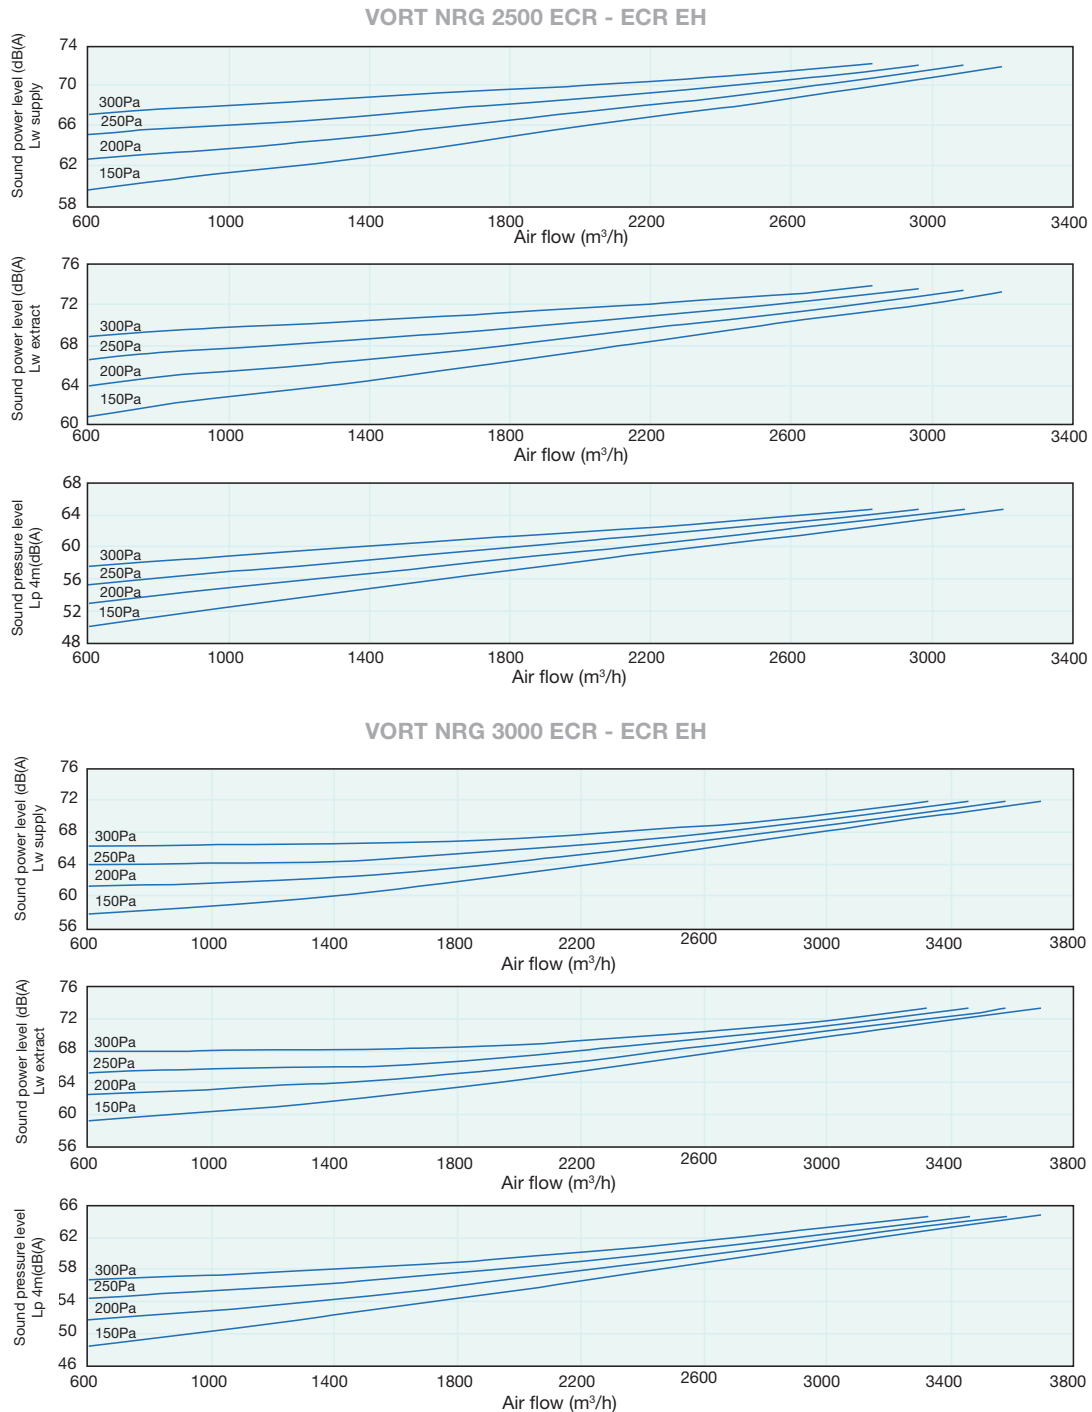 VORT NRG 2500 ECR - ECR EH
Sound power level (dB(A)
Lw supply
74
70
66
62
58
300Pa
250Pa
200Pa
150Pa
600 1000 1400 1800 2200 2600 3000 3400
Air flow (m³/h)
Sound power level (dB(A)
Lw extract
76
72
68
64
60
300Pa
250Pa
200Pa
150Pa
600 1000 1400 1800 2200 2600 3000 3400
Air flow (m³/h)
Sound pressure level
Lp 4m(dB(A)
68
64
60
56
52
48
300Pa
250Pa
200Pa
150Pa
600 1000 1400 1800 2200 2600 3000 3400
Air flow (m³/h)
VORT NRG 3000 ECR - ECR EH
Sound power level (dB(A)
Lw supply
76
72
68
64
60
56
300Pa
250Pa
200Pa
150Pa
600 1000 1400 1800 2200 2600 3000 3400 3800
Air flow (m³/h)
Sound power level (dB(A)
Lw extract
76
72
68
64
60
56
300Pa
250Pa
200Pa
150Pa
600 1000 1400 1800 2200 2600 3000 3400 3800
Air flow (m³/h)
Sound pressure level
Lp 4m(dB(A)
66
62
58
54
50
46
300Pa
250Pa
200Pa
150Pa
600 1000 1400 1800 2200 2600 3000 3400 3800
Air flow (m³/h)